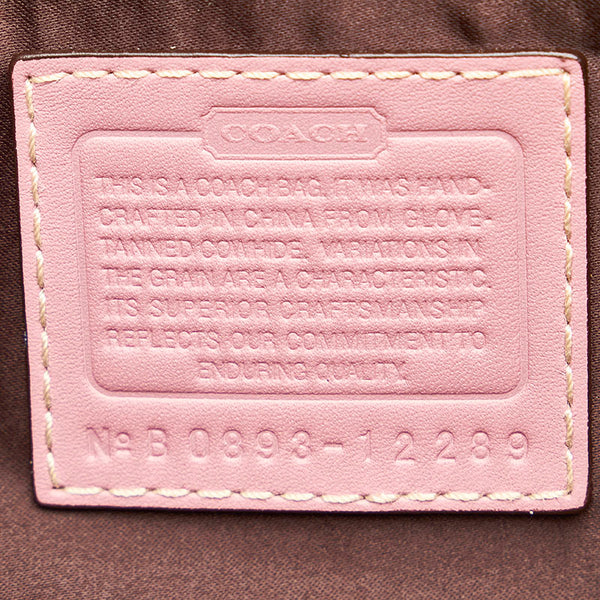 COACH
THIS IS A COACH BAG. IT WAS HAND-
CRAFTED IN CHINA FROM GLOVE-
TANNED COWHIDE. VARIATIONS IN
THE GRAIN ARE A CHARACTERISTIC.
ITS SUPERIOR CRAFTSMANSHIP
REFLECTS OUR COMMITMENT TO
ENDURING QUALITY.
No B 0893-12289